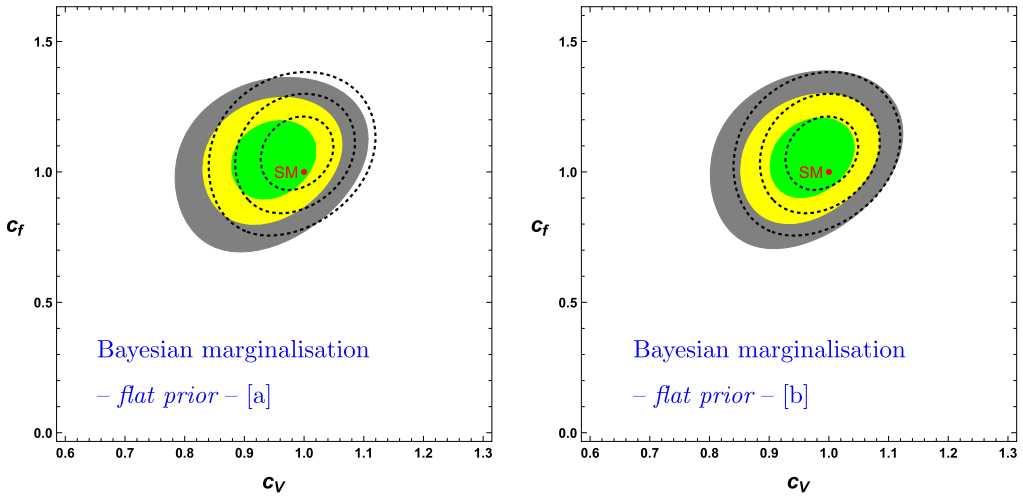 1.5
1.0
0.5
0.0
c_f
SM
Bayesian marginalisation
– flat prior – [a]
0.6 0.7 0.8 0.9 1.0 1.1 1.2 1.3
c_V
1.5
1.0
0.5
0.0
c_f
SM
Bayesian marginalisation
– flat prior – [b]
0.6 0.7 0.8 0.9 1.0 1.1 1.2 1.3
c_V